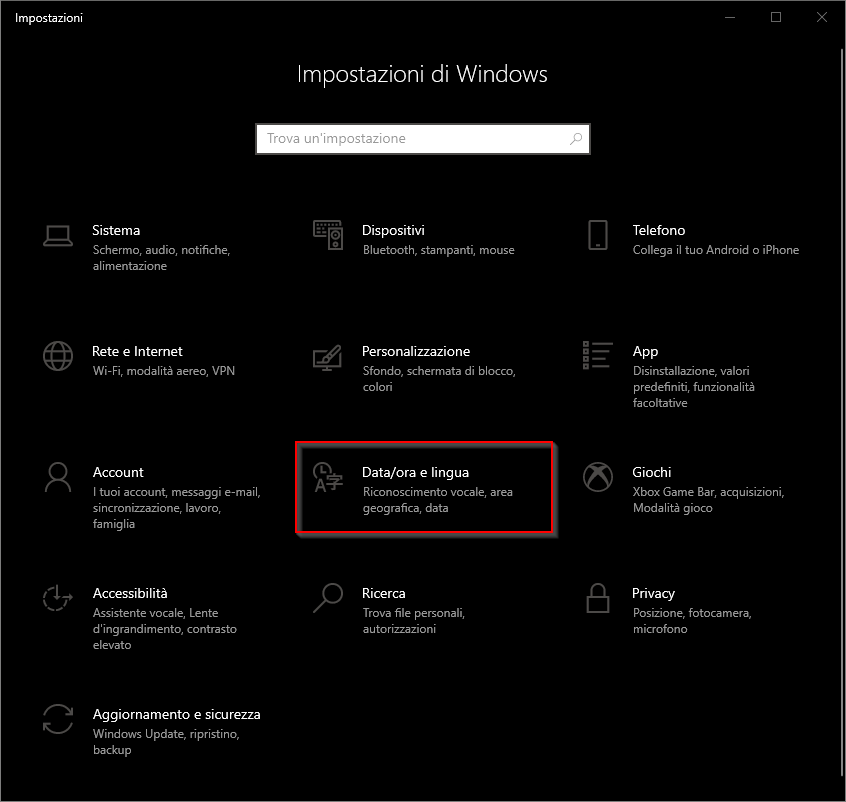 Impostazioni
Impostazioni di Windows
Trova un'impostazione
Sistema
Schermo, audio, notifiche,
alimentazione
Dispositivi
Bluetooth, stampanti, mouse
Telefono
Collega il tuo Android o iPhone
Rete e Internet
Wi-Fi, modalità aereo, VPN
Personalizzazione
Sfondo, schermata di blocco,
colori
App
Disinstallazione, valori
predefiniti, funzionalità
facoltative
Account
I tuoi account, messaggi e-mail,
sincronizzazione, lavoro,
famiglia
Data/ora e lingua
Riconoscimento vocale, area
geografica, data
Giochi
Xbox Game Bar, acquisizioni,
Modalità gioco
Accessibilità
Assistente vocale, Lente
d'ingrandimento, contrasto
elevato
Ricerca
Trova file personali,
autorizzazioni
Privacy
Posizione, fotocamera,
microfono
Aggiornamento e sicurezza
Windows Update, ripristino,
backup